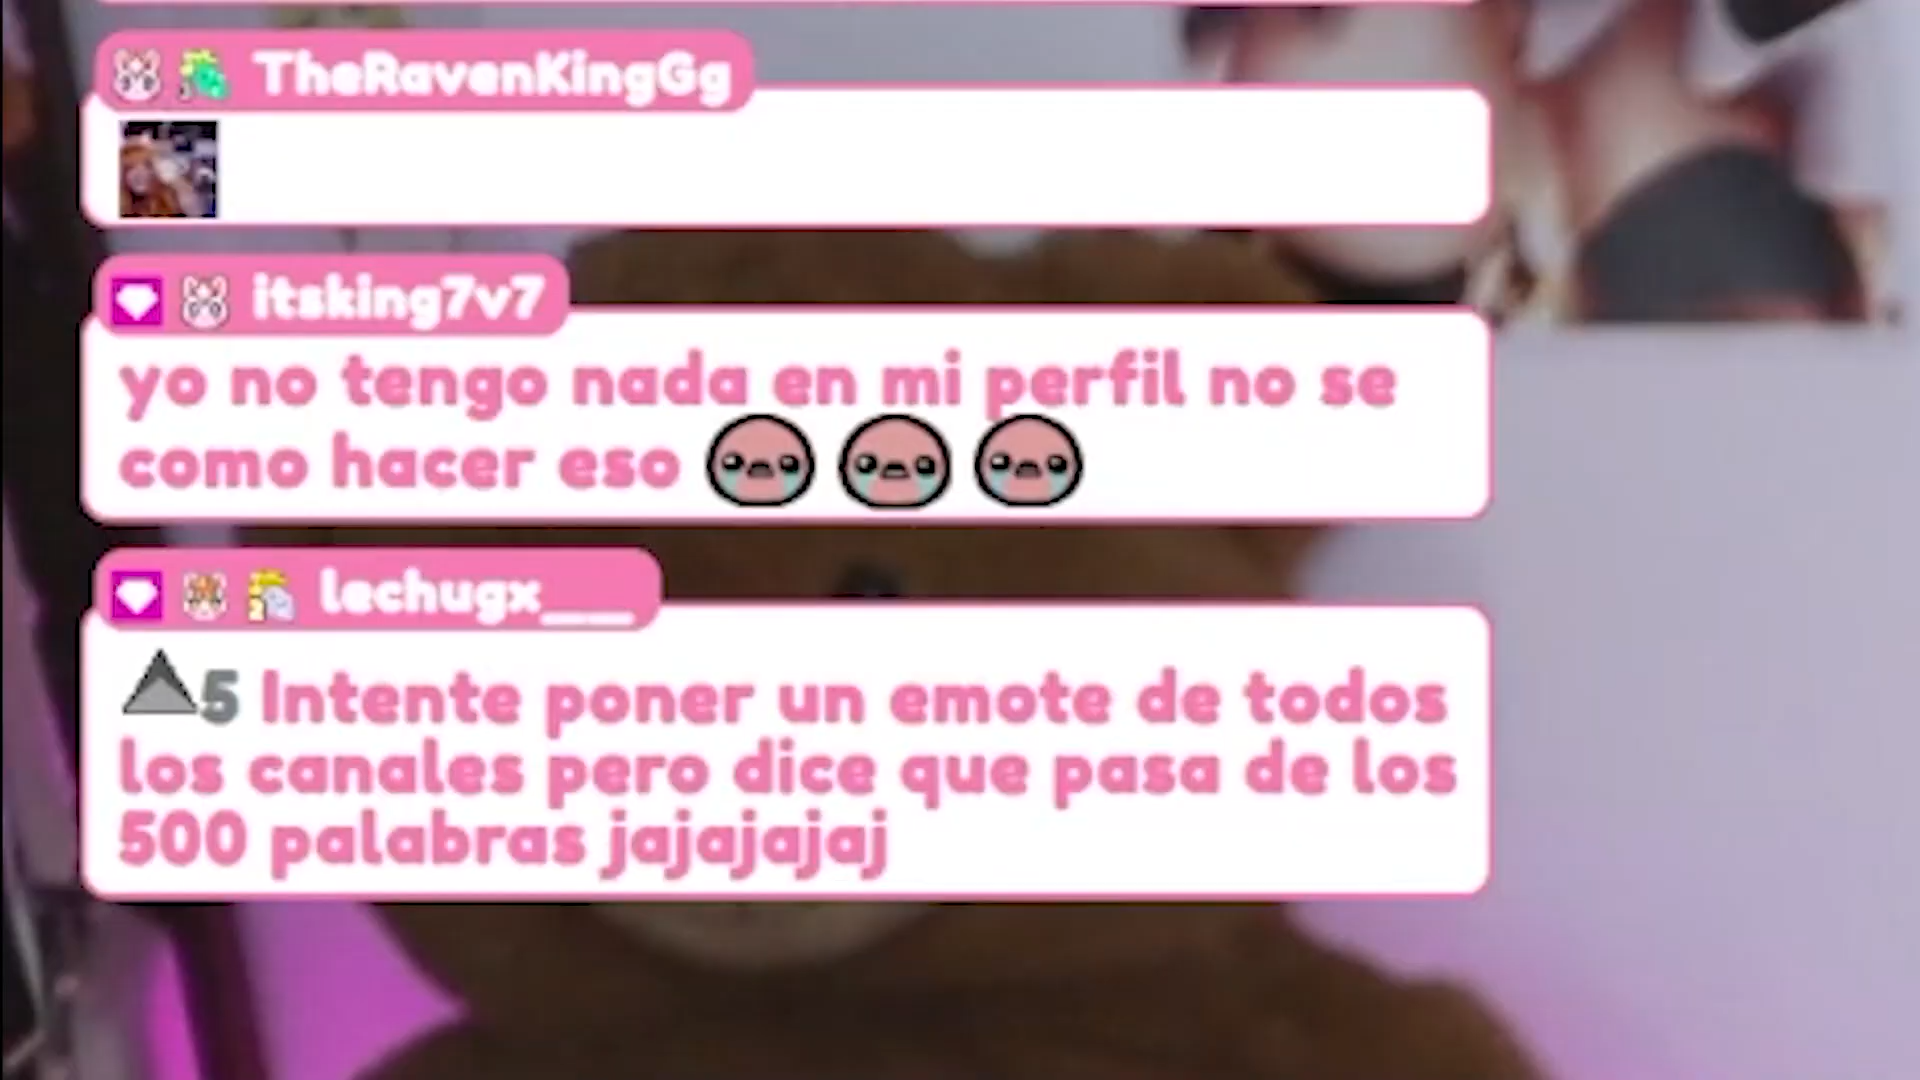 TheRavenKingGg
itsking7v7
yo no tengo nada en mi perfil no se
como hacer eso
lechugx___
5 Intente poner un emote de todos
los canales pero dice que pasa de los
500 palabras jajajajaj